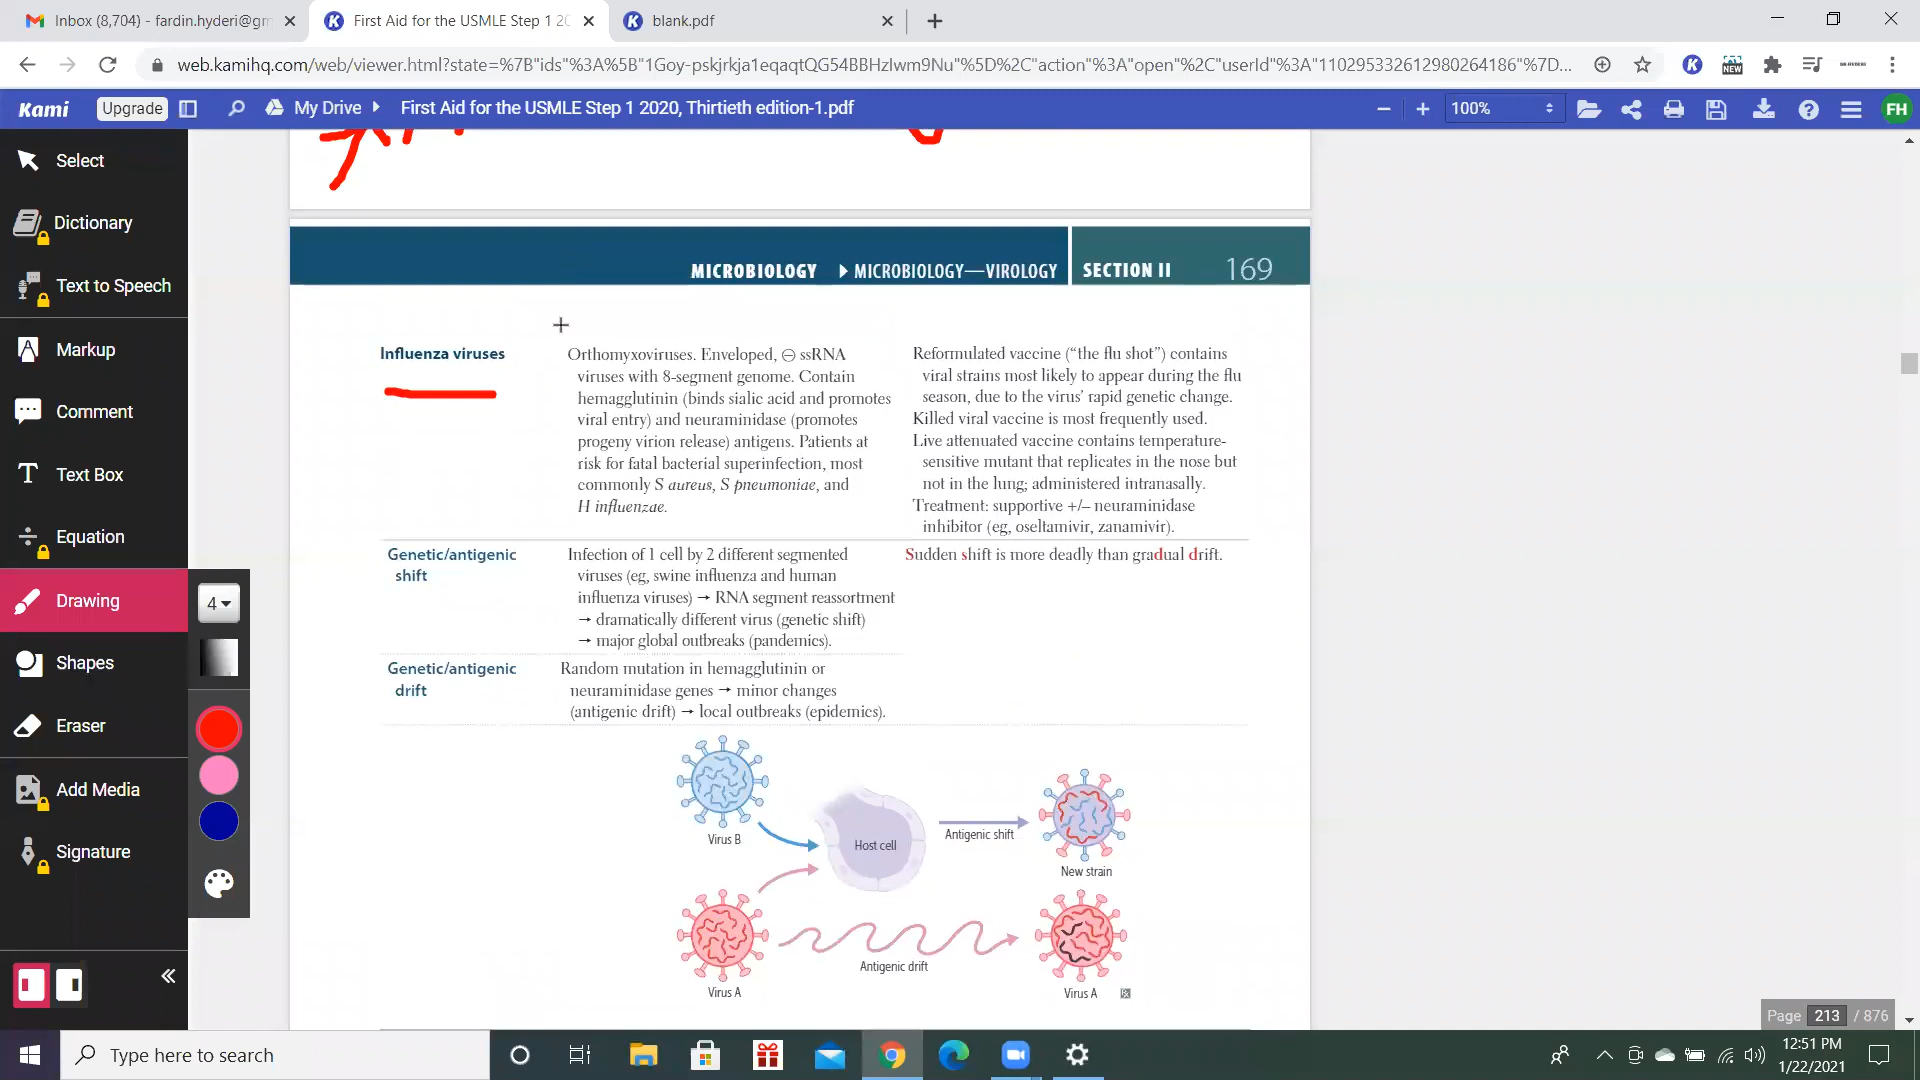 Inbox (8,704) - fardin.hyderi@gm
First Aid for the USMLE Step 1 20
blank.pdf
web.kamihq.com/web/viewer.html?state=%7B"ids"%3A%5B"1Goy-pskjrkja1eqaqtQG54BBHzIwm9Nu"%5D%2C"action"%3A"open"%2C"userId"%3A"110295332612980264186"%7D...
NEW
Kami
Upgrade
My Drive
First Aid for the USMLE Step 1 2020, Thirtieth edition-1.pdf
100%
FH
Select
Dictionary
Text to Speech
Markup
Comment
Text Box
Equation
Drawing
4
Shapes
Eraser
Add Media
Signature
MICROBIOLOGY ▶ MICROBIOLOGY—VIROLOGY SECTION II 169
Influenza viruses
Orthomyxoviruses. Enveloped, ⊖ ssRNA
viruses with 8-segment genome. Contain
hemagglutinin (binds sialic acid and promotes
viral entry) and neuraminidase (promotes
progeny virion release) antigens. Patients at
risk for fatal bacterial superinfection, most
commonly S aureus, S pneumoniae, and
H influenzae.
Reformulated vaccine (“the flu shot”) contains
viral strains most likely to appear during the flu
season, due to the virus’ rapid genetic change.
Killed viral vaccine is most frequently used.
Live attenuated vaccine contains temperature-
sensitive mutant that replicates in the nose but
not in the lung; administered intranasally.
Treatment: supportive +/– neuraminidase
inhibitor (eg, oseltamivir, zanamivir).
Genetic/antigenic
shift
Infection of 1 cell by 2 different segmented
viruses (eg, swine influenza and human
influenza viruses) → RNA segment reassortment
→ dramatically different virus (genetic shift)
→ major global outbreaks (pandemics).
Sudden shift is more deadly than gradual drift.
Genetic/antigenic
drift
Random mutation in hemagglutinin or
neuraminidase genes → minor changes
(antigenic drift) → local outbreaks (epidemics).
Virus B
Host cell
Antigenic shift
New strain
Virus A
Antigenic drift
Virus A
Page 213 / 876
Type here to search
12:51 PM
1/22/2021